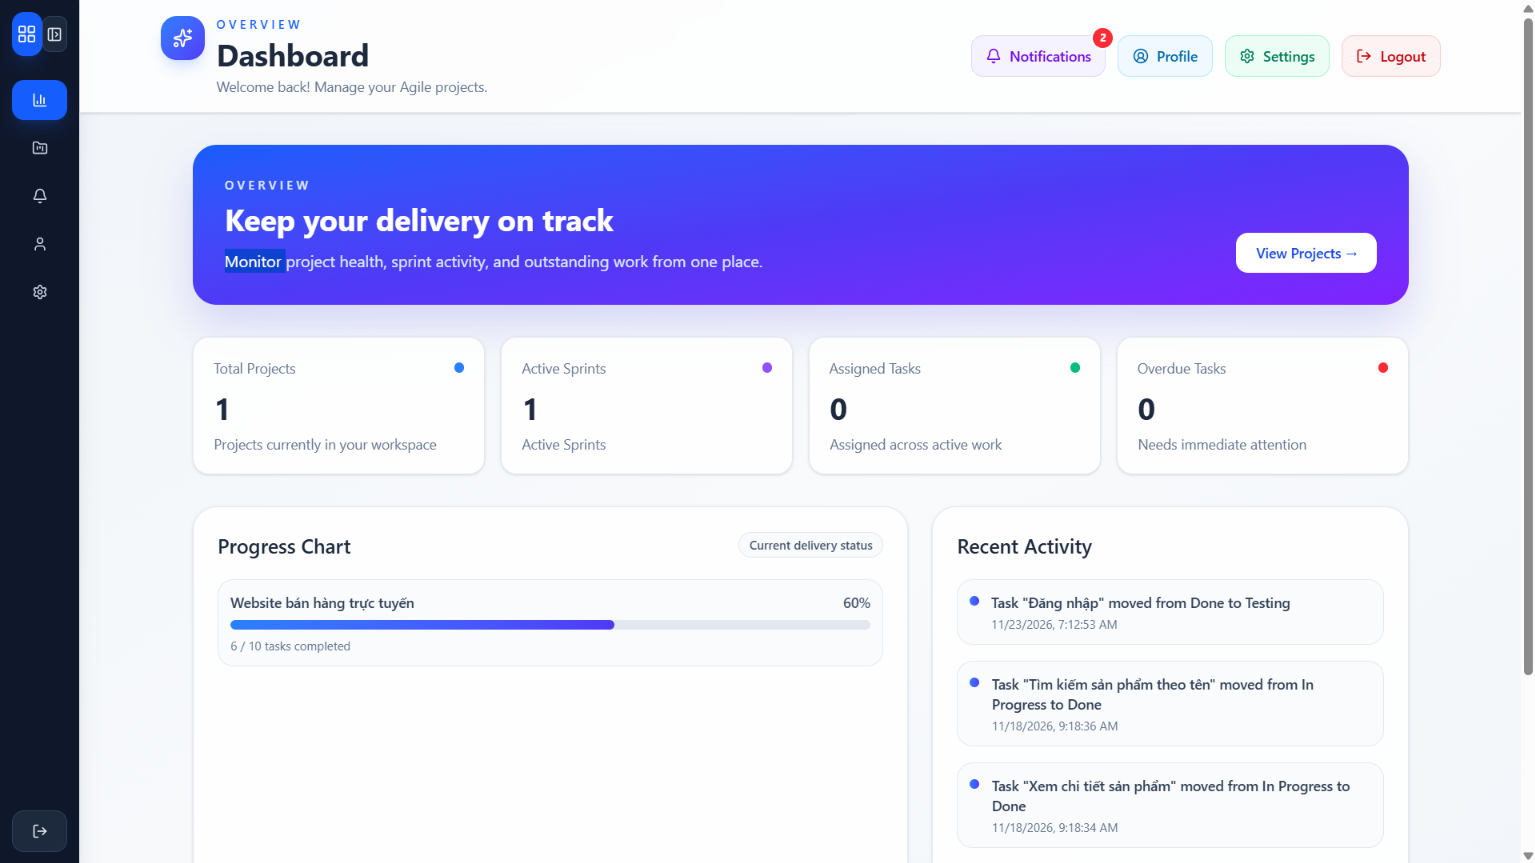 OVERVIEW
Dashboard
Welcome back! Manage your Agile projects.
Notifications
2
Profile
Settings
Logout
OVERVIEW
Keep your delivery on track
Monitor project health, sprint activity, and outstanding work from one place.
View Projects →
Total Projects
1
Projects currently in your workspace
Active Sprints
1
Active Sprints
Assigned Tasks
0
Assigned across active work
Overdue Tasks
0
Needs immediate attention
Progress Chart
Current delivery status
Website bán hàng trực tuyến
60%
6 / 10 tasks completed
Recent Activity
Task "Đăng nhập" moved from Done to Testing
11/23/2026, 7:12:53 AM
Task "Tìm kiếm sản phẩm theo tên" moved from In
Progress to Done
11/18/2026, 9:18:36 AM
Task "Xem chi tiết sản phẩm" moved from In Progress to
Done
11/18/2026, 9:18:34 AM